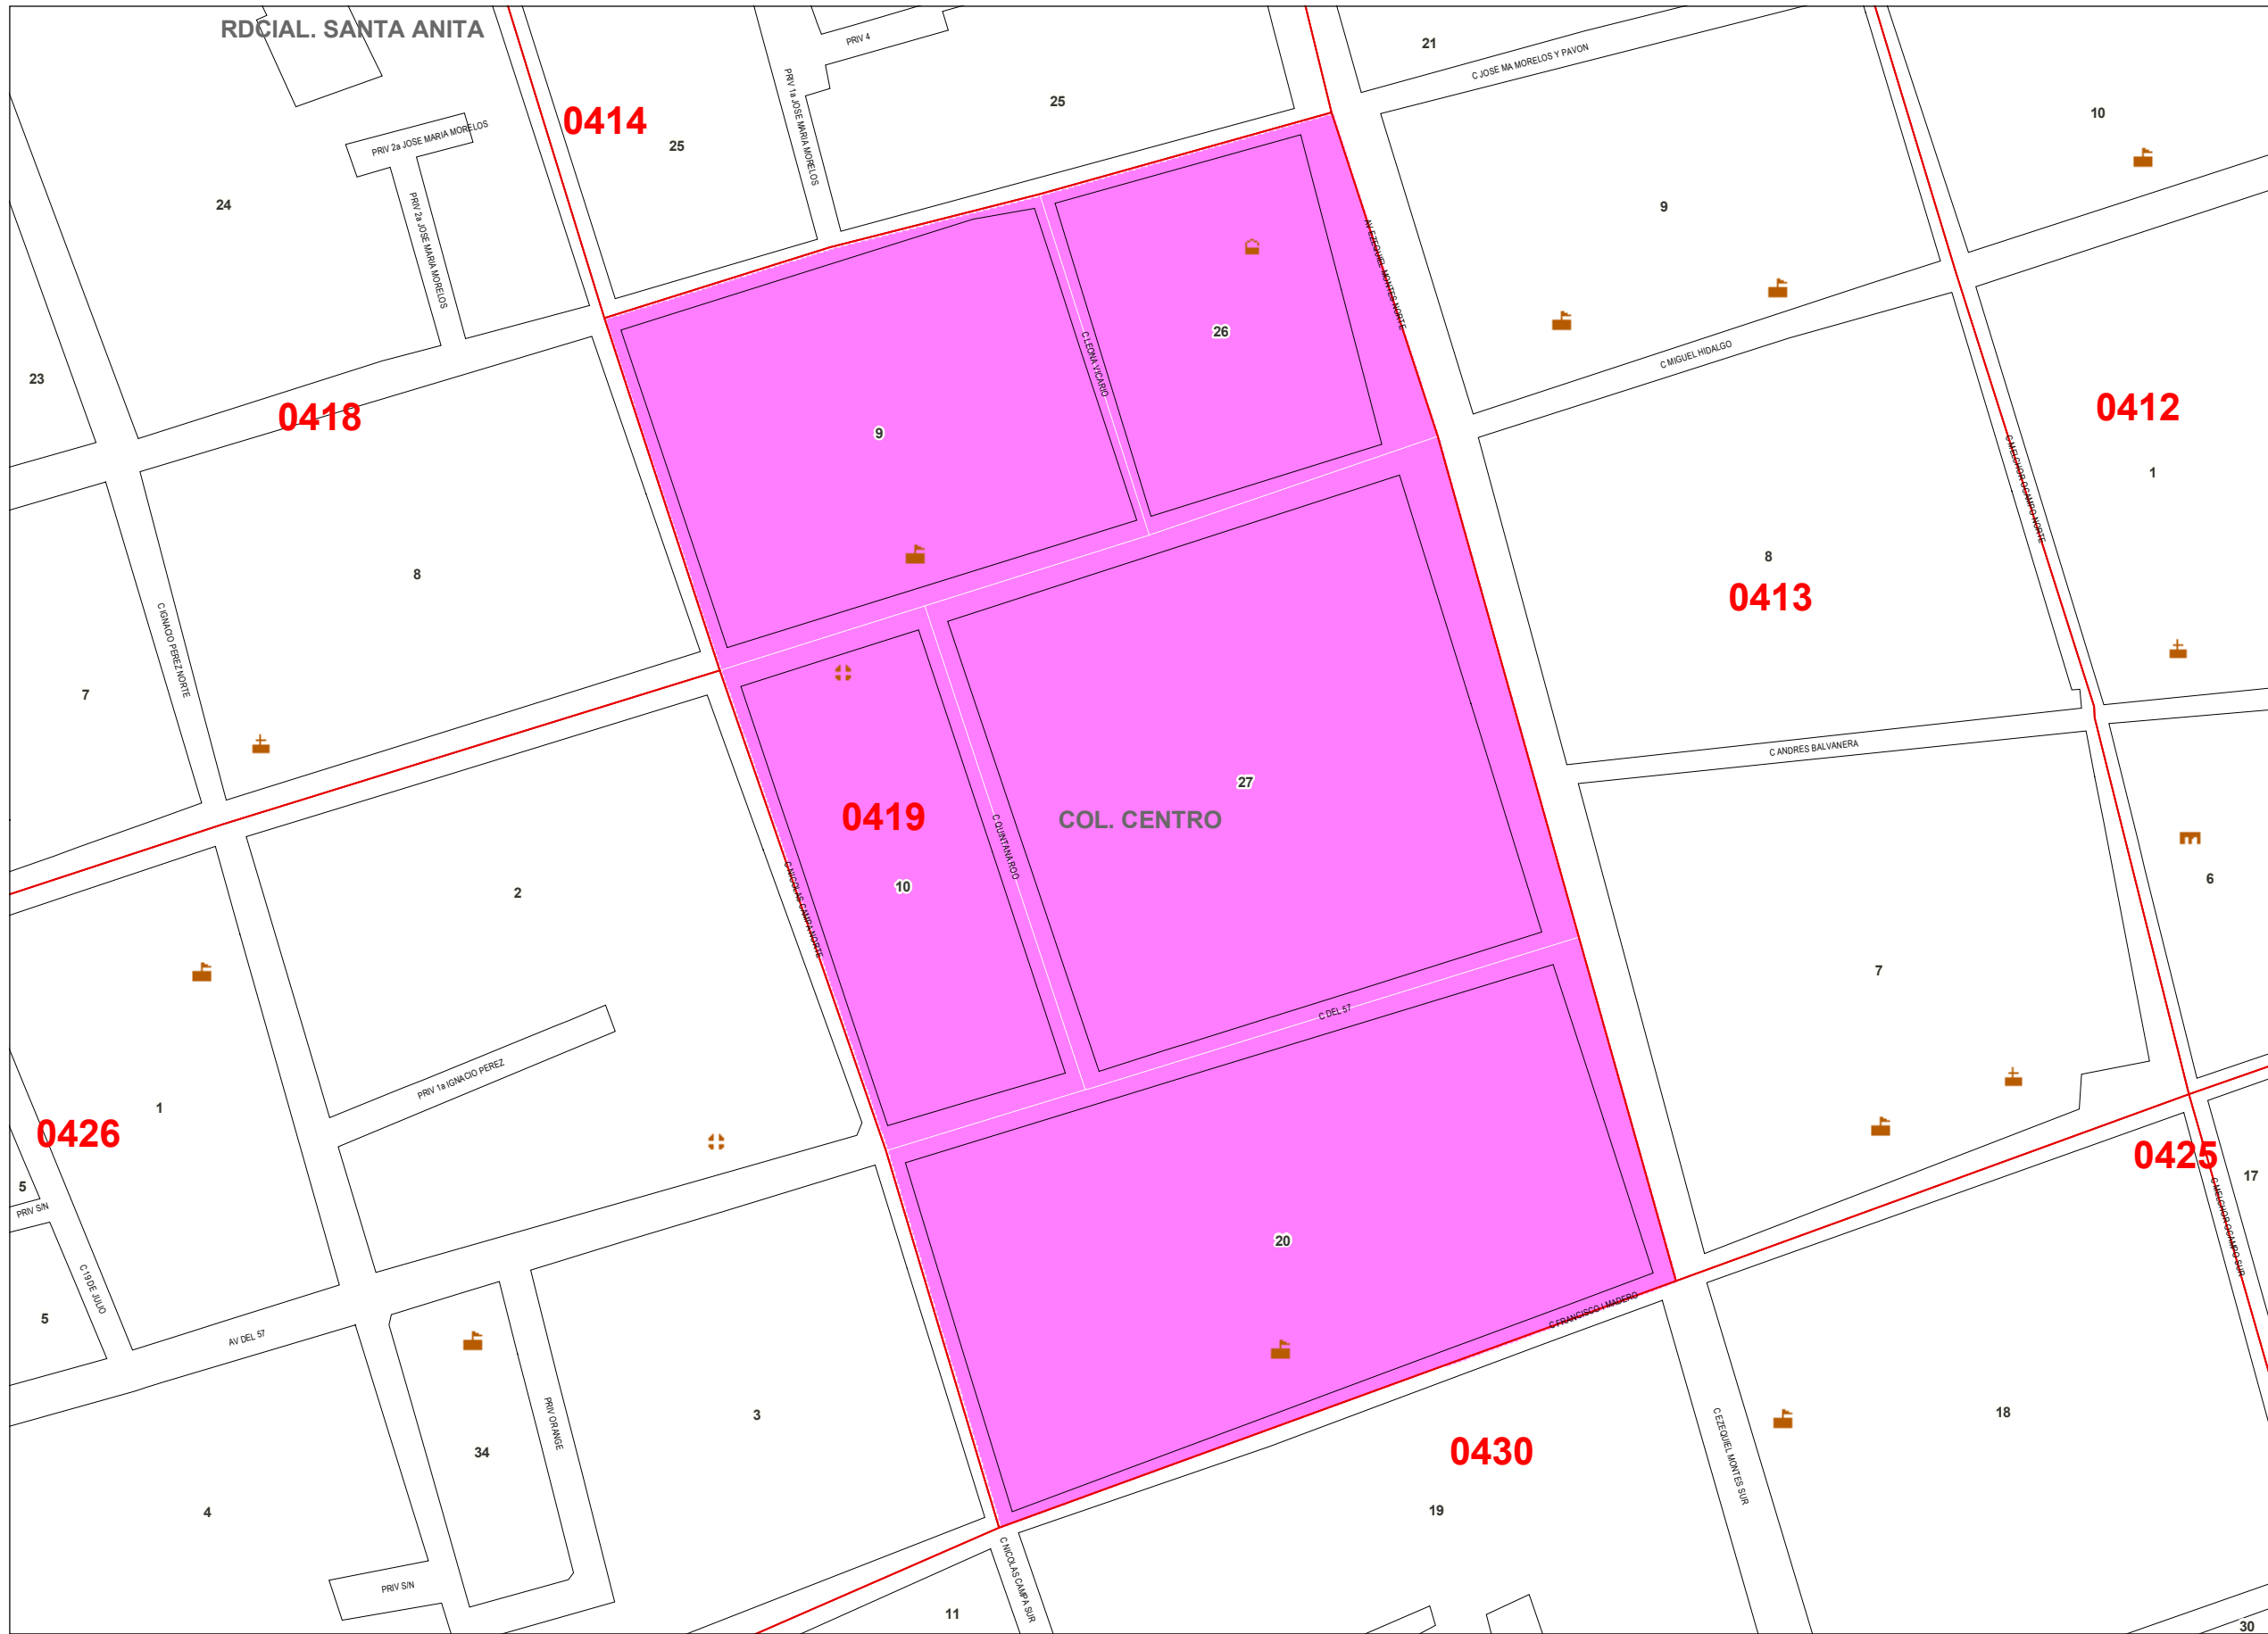 RDCIAL. SANTA ANITA
PRIV 4
21
C JOSE MA MORELOS Y PAVON
PRIV 1a JOSE MARIA MORELOS
25
10
0414
25
PRIV 2a JOSE MARIA MORELOS
24
PRIV 2a JOSE MARIA MORELOS
9
AV EZEQUIEL MONTES NORTE
26
C LEONA VICARIO
C MIGUEL HIDALGO
23
0418
0412
9
C MELCHOR OCAMPO NORTE
1
8
8
0413
C IGNACIO PEREZ NORTE
7
C ANDRES BALVANERA
27
0419
COL. CENTRO
C QUINTANA ROO
C NICOLAS CAMPA NORTE
10
2
6
7
C DEL 57
PRIV 1a IGNACIO PEREZ
1
0426
0425
17
5
PRIV S/N
C MELCHOR OCAMPO SUR
20
C 19 DE JULIO
5
C FRANCISCO I MADERO
AV DEL 57
PRIV ORANGE
3
18
34
0430
C EZEQUIEL MONTES SUR
4
19
C NICOLAS CAMPA SUR
PRIV S/N
11
30